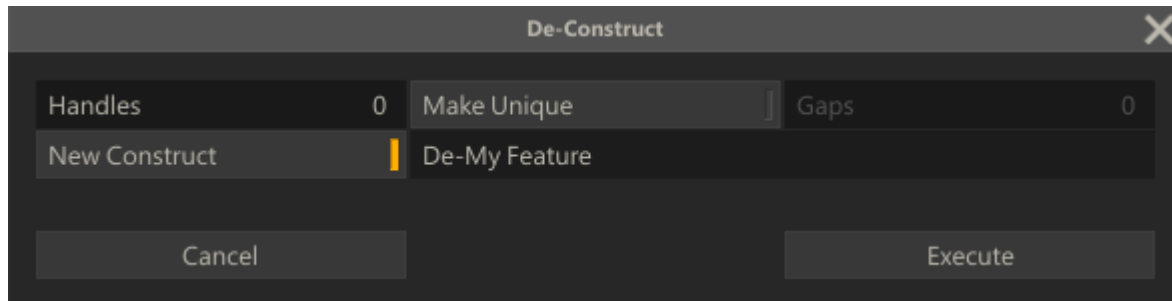 De-Construct
Handles 0 Make Unique Gaps 0
New Construct De-My Feature
Cancel Execute